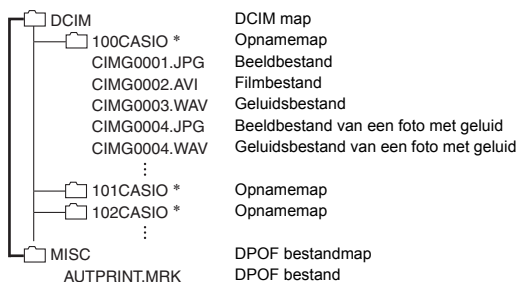 DCIM DCIM map
100CASIO * Opnamemap
CIMG0001.JPG Beeldbestand
CIMG0002.AVI Filmbestand
CIMG0003.WAV Geluidsbestand
CIMG0004.JPG Beeldbestand van een foto met geluid
CIMG0004.WAV Geluidsbestand van een foto met geluid
⋮
101CASIO * Opnamemap
102CASIO * Opnamemap
⋮
MISC DPOF bestandmap
AUTPRINT.MRK DPOF bestand